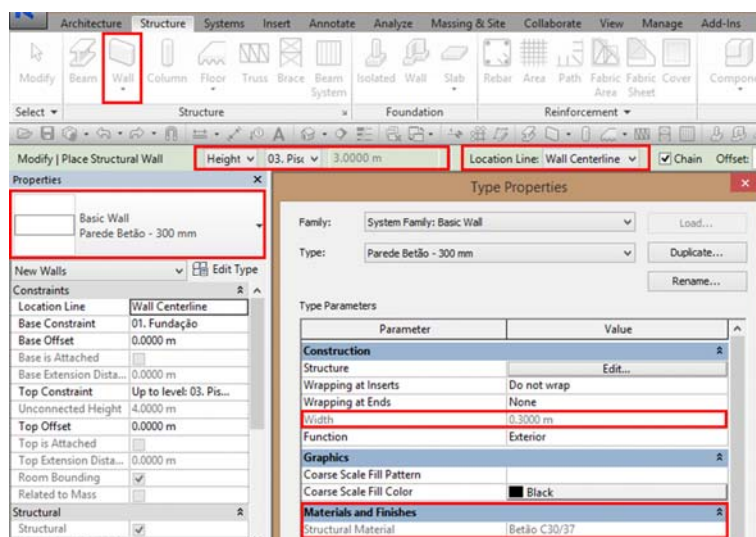 Architecture Structure Systems Insert Annotate Analyze Massing & Site Collaborate View Manage Add-Ins
Modify Beam Wall Column Floor Truss Brace Beam System Isolated Wall Slab Rebar Area Path Fabric Area Fabric Sheet Cover
Select Structure Foundation Reinforcement
Modify | Place Structural Wall Height 03. Pisc 3.0000 m Location Line: Wall Centerline Chain Offset:
Properties
Type Properties
Basic Wall
Parede Betão - 300 mm
Family: System Family: Basic Wall Load...
Type: Parede Betão - 300 mm Duplicate...
Rename...
New Walls Edit Type
Type Parameters
Parameter Value
Constraints
Location Line Wall Centerline
Base Constraint 01. Fundação
Base Offset 0.0000 m
Base is Attached
Base Extension Dista... 0.0000 m
Top Constraint Up to level: 03. Pis...
Unconnected Height 4.0000 m
Top Offset 0.0000 m
Top is Attached
Top Extension Dista... 0.0000 m
Room Bounding
Related to Mass
Structural
Structural
Construction
Structure Edit...
Wrapping at Inserts Do not wrap
Wrapping at Ends None
Width 0.3000 m
Function Exterior
Graphics
Coarse Scale Fill Pattern
Coarse Scale Fill Color Black
Materials and Finishes
Structural Material Betão C30/37